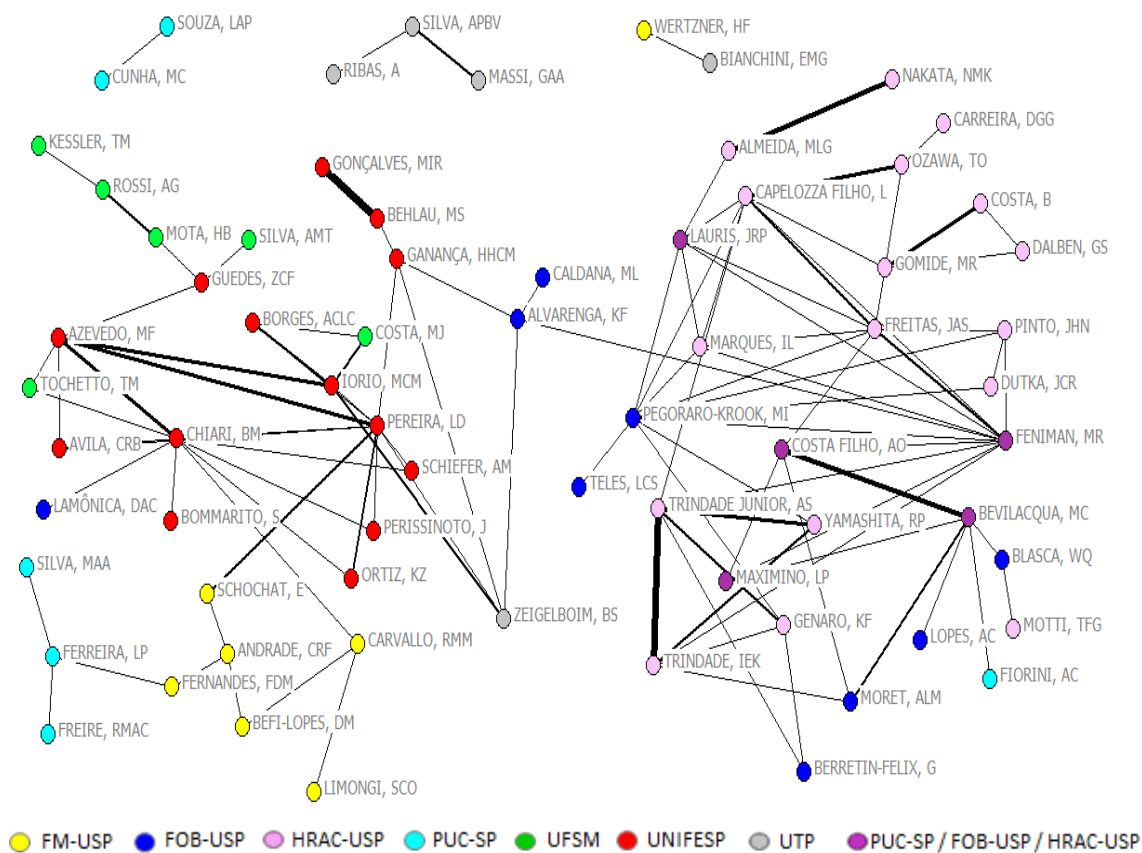 SOUZA, LAP
SILVA, APBV
WERTZNER, HF
CUNHA, MC
RIBAS, A
MASSI, GAA
BIANCHINI, EMG
NAKATA, NMK
CARREIRA, DGG
KESSLER, TM
ALMEIDA, MLG
GONÇALVES, MIR
OZAWA, TO
ROSSI, AG
CAPELOZZA FILHO, L
COSTA, B
BEHLAU, MS
MOTA, HB
SILVA, AMT
LAURIS, JRP
DALBEN, GS
GANANÇA, HHCM
GOMIDE, MR
GUEDES, ZCF
CALDANA, ML
ALVARENGA, KF
BORGES, ACLC
AZEVEDO, MF
COSTA, MJ
FREITAS, JAS
PINTO, JHN
MARQUES, IL
TOCHETTO, TM
IORIO, MCM
DUTKA, JCR
PEGORARO-KROOK, MI
PEREIRA, LD
CHIARI, BM
AVILA, CRB
COSTA FILHO, AO
FENIMAN, MR
SCHIEFER, AM
TELES, LCS
LAMÔNICA, DAC
BOMMARITO, S
TRINDADE JUNIOR, AS
YAMASHITA, RP
BEVILACQUA, MC
PERISSINOTO, J
BLASCA, WQ
SILVA, MAA
ORTIZ, KZ
MAXIMINO, LP
SCHOCHAT, E
ZEIGELBOIM, BS
GENARO, KF
MOTTI, TFG
LOPES, AC
CARVALLO, RMM
ANDRADE, CRF
FERREIRA, LP
TRINDADE, IEK
FIORINI, AC
FERNANDES, FDM
MORET, ALM
BEFI-LOPES, DM
FREIRE, RMAC
BERRETIN-FELIX, G
LIMONGI, SCO
FM-USP FOB-USP HRAC-USP PUC-SP UFSM UNIFESP UTP PUC-SP / FOB-USP / HRAC-USP